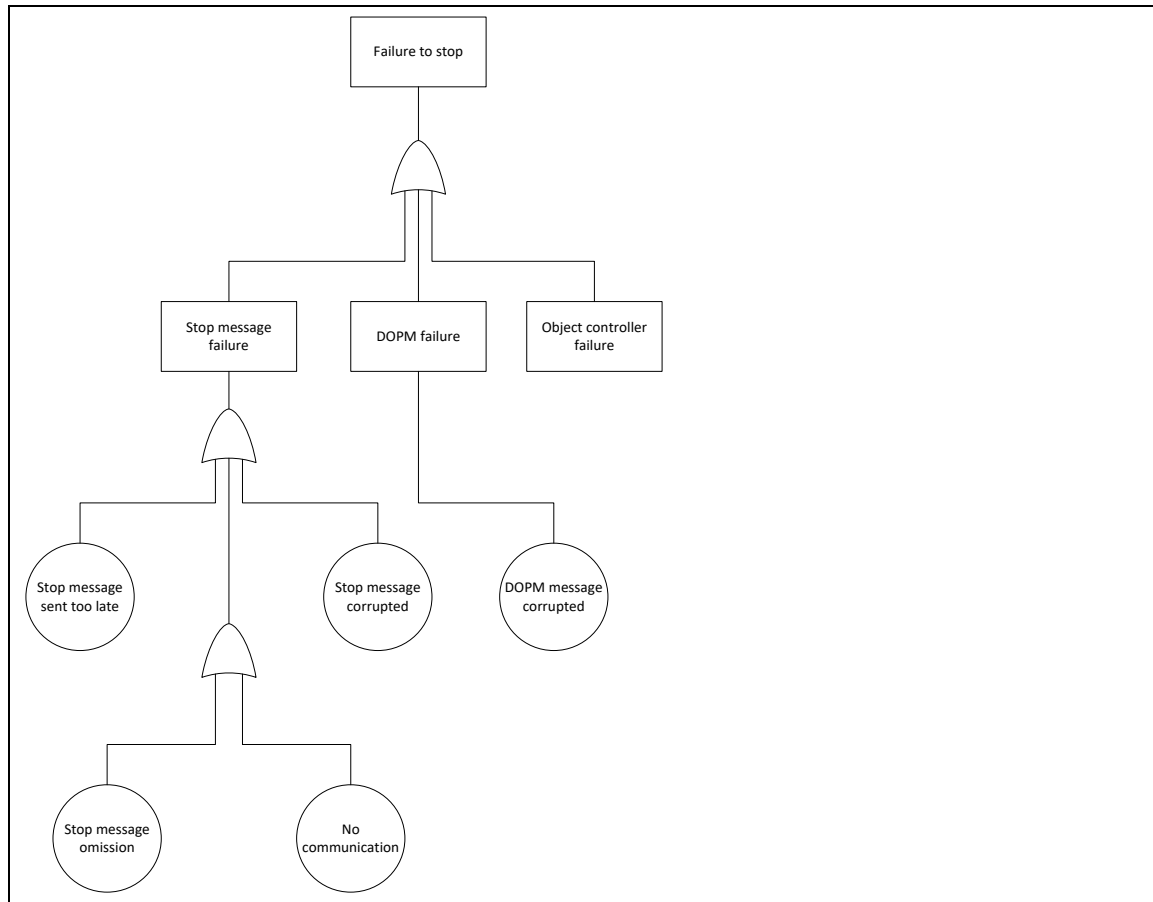 Failure to stop
Stop message
failure
DOPM failure
Object controller
failure
Stop message
sent too late
Stop message
corrupted
DOPM message
corrupted
Stop message
omission
No
communication